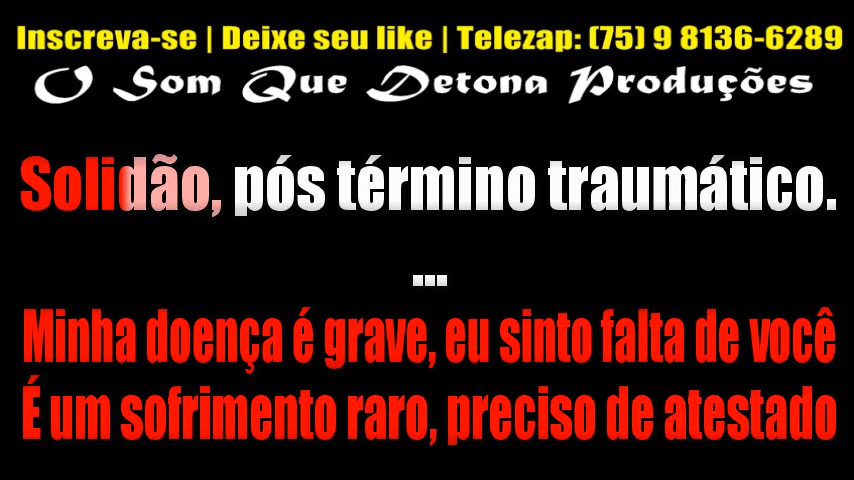 Inscreva-se | Deixe seu like | Telezap: (75) 9 8136-6289
O Som Que Detona Produções
Solidão, pós término traumático.
...
Minha doença é grave, eu sinto falta de você
É um sofrimento raro, preciso de atestado